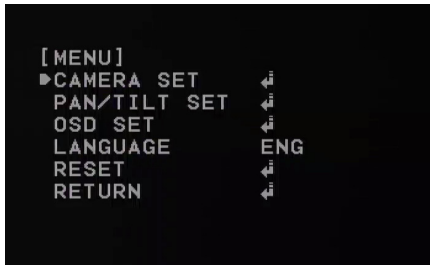 [MENU]
CAMERA SET
PAN/TILT SET
OSD SET
LANGUAGE ENG
RESET
RETURN